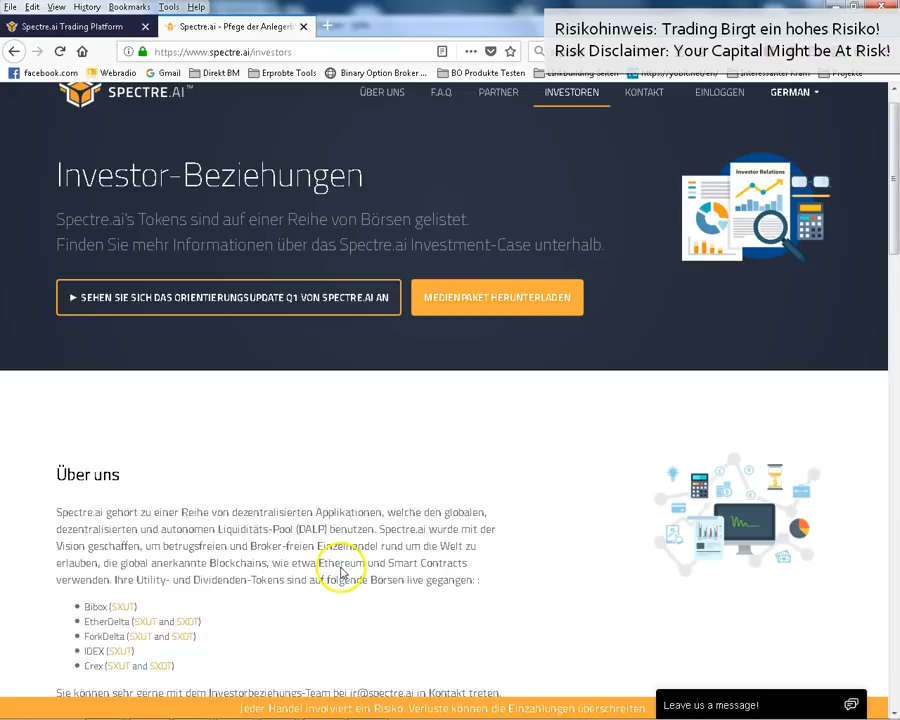 File Edit View History Bookmarks Tools Help
Spectre.ai Trading Platform
Spectre.ai - Pfege der Anlegerb
Risikohinweis: Trading Birgt ein hohes Risiko!
Risk Disclaimer: Your Capital Might be At Risk!
https://www.spectre.ai/investors
facebook.com Webradio Gmail Direkt BM Erprobte Tools Binary Option Broker ... BO Produkte Testen Linkbuilding Seiten https://yobit.net/en/ Interessanter Kram Projekte
SPECTRE.AI™
ÜBER UNS F.A.Q. PARTNER INVESTOREN KONTAKT EINLOGGEN GERMAN
Investor-Beziehungen
Investor Relations
Spectre.ai's Tokens sind auf einer Reihe von Börsen gelistet.
Finden Sie mehr Informationen über das Spectre.ai Investment-Case unterhalb.
► SEHEN SIE SICH DAS ORIENTIERUNGSUPDATE Q1 VON SPECTRE.AI AN
MEDIENPAKET HERUNTERLADEN
Über uns
Spectre.ai gehört zu einer Reihe von dezentralisierten Applikationen, welche den globalen,
dezentralisierten und autonomen Liquiditäts-Pool (DALP) benutzen. Spectre.ai wurde mit der
Vision geschaffen, um betrugsfreien und Broker-freien Einzelhandel rund um die Welt zu
erlauben, die global anerkannte Blockchains, wie etwa Ethereum und Smart Contracts
verwenden. Ihre Utility- und Dividenden-Tokens sind auf folgende Börsen live gegangen: :
Bibox (SXUT)
EtherDelta (SXUT and SXDT)
ForkDelta (SXUT and SXDT)
IDEX (SXUT)
Crex (SXUT and SXDT)
Sie können sehr gerne mit dem Investorbeziehungs-Team bei ir@spectre.ai in Kontakt treten,
Jeder Handel involviert ein Risiko. Verluste können die Einzahlungen überschreiten.
Leave us a message!